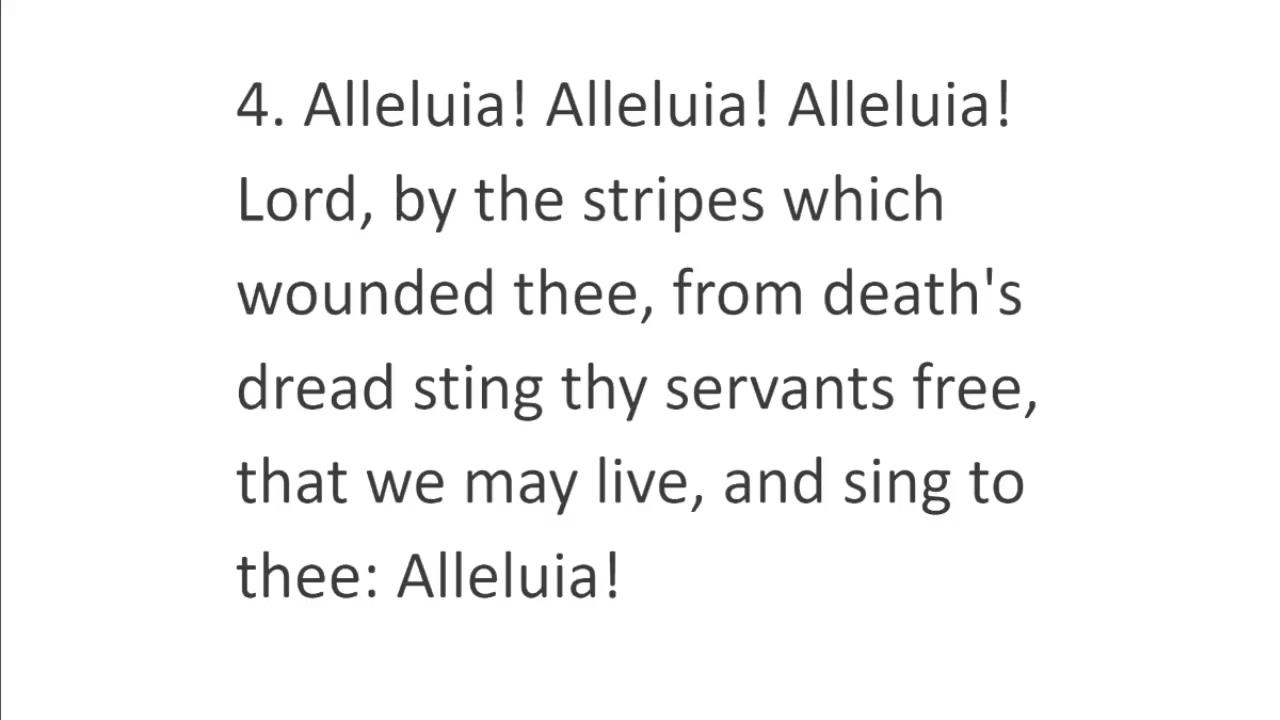 4. Alleluia! Alleluia! Alleluia!
Lord, by the stripes which
wounded thee, from death's
dread sting thy servants free,
that we may live, and sing to
thee: Alleluia!